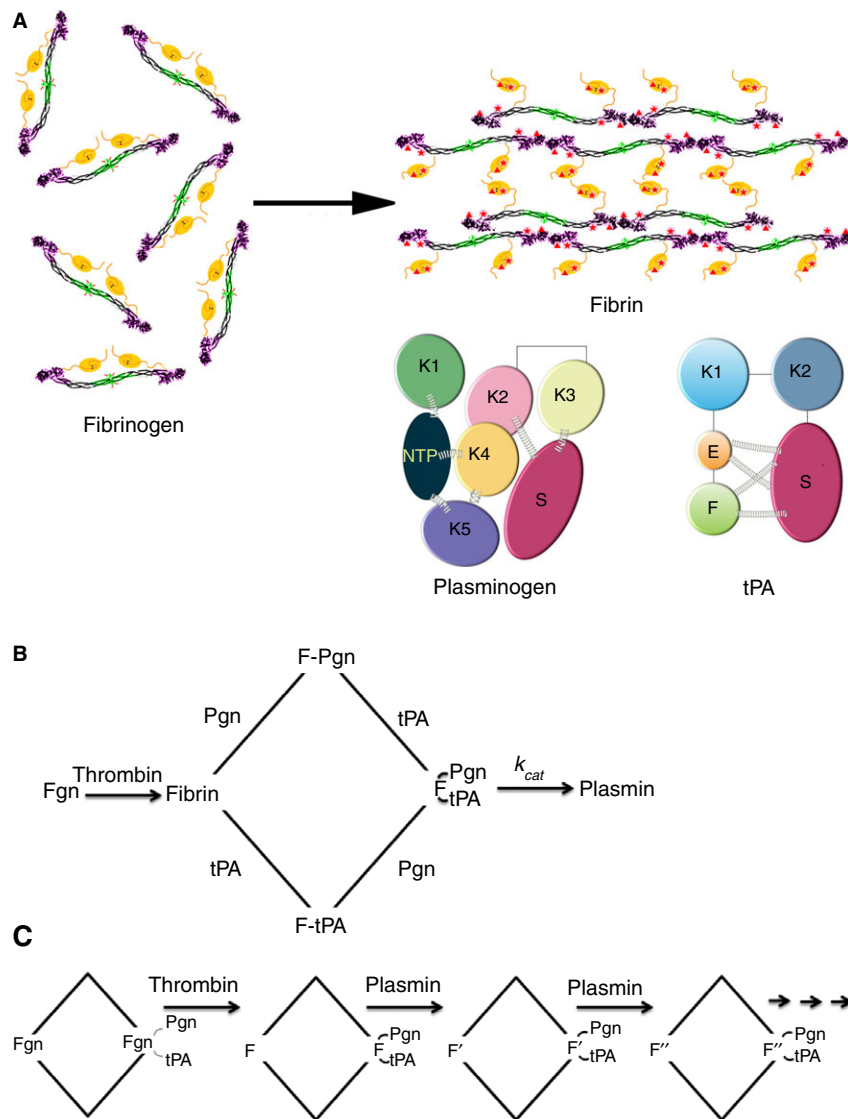 A
Fibrinogen
Fibrin
K1
K2
K3
NTP
K4
S
K5
Plasminogen
K1
K2
E
S
F
tPA
B
F-Pgn
Pgn
tPA
Fgn
Thrombin
Fibrin
F
Pgn
tPA
kcat
Plasmin
tPA
Pgn
F-tPA
C
Thrombin
Plasmin
Plasmin
Fgn
Fgn
Pgn
tPA
F
F
Pgn
tPA
F′
F′
Pgn
tPA
F″
F″
Pgn
tPA